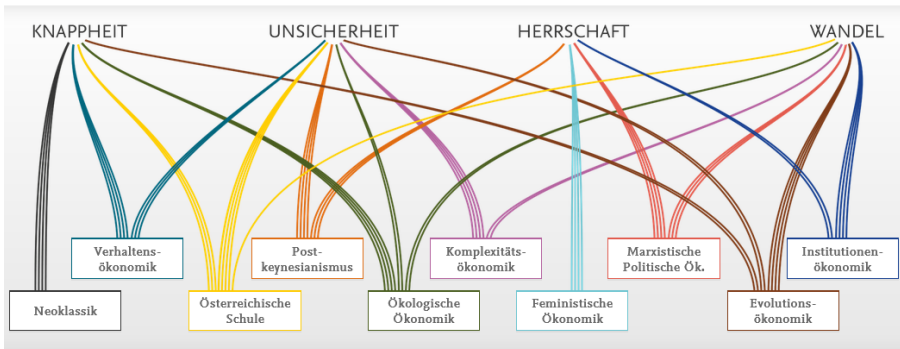 KNAPPHEIT
UNSICHERHEIT
HERRSCHAFT
WANDEL
Verhaltens-
ökonomik
Post-
keynesianismus
Komplexitäts-
ökonomik
Marxistische
Politische Ök.
Institutionen-
ökonomik
Neoklassik
Österreichische
Schule
Ökologische
Ökonomik
Feministische
Ökonomik
Evolutions-
ökonomik